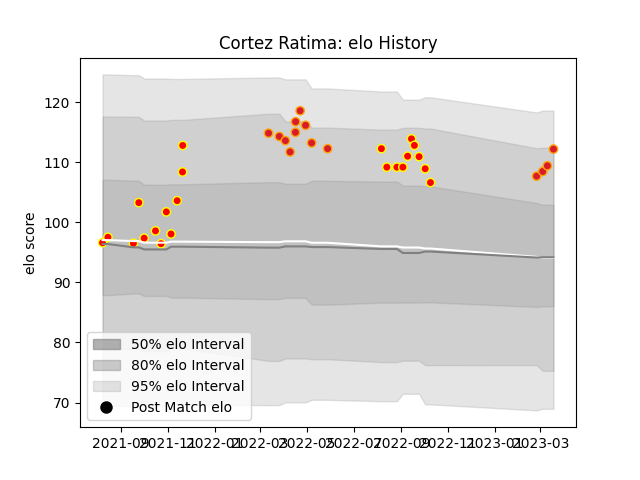 Cortez Ratima: elo History
elo score
120
110
100
90
80
70
50% elo Interval
80% elo Interval
95% elo Interval
Post Match elo
2021-09 2021-11 2022-01 2022-03 2022-05 2022-07 2022-09 2022-11 2023-01 2023-03